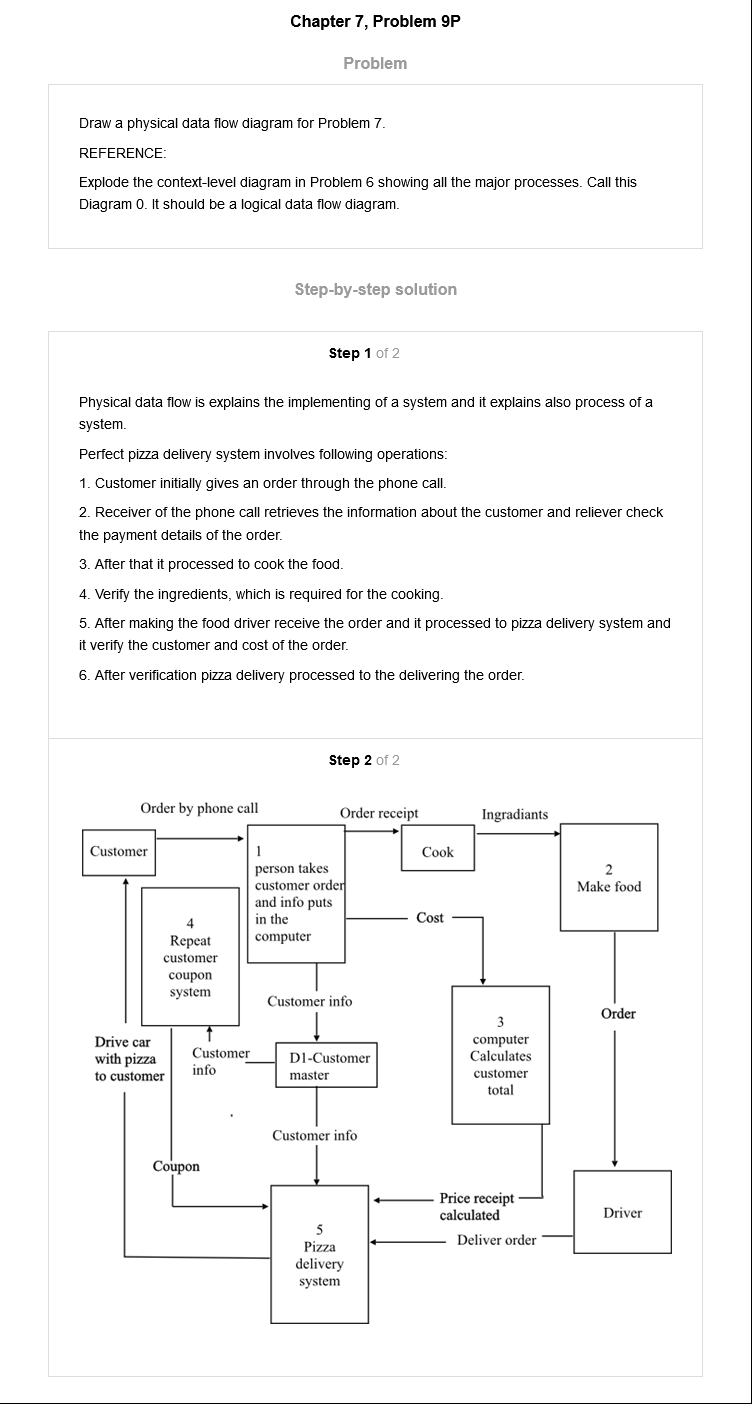 Chapter 7, Problem 9P
Problem
Draw a physical data flow diagram for Problem 7.
REFERENCE:
Explode the context-level diagram in Problem 6 showing all the major processes. Call this
Diagram 0. It should be a logical data flow diagram.
Step-by-step solution
Step 1 of 2
Physical data flow is explains the implementing of a system and it explains also process of a
system.
Perfect pizza delivery system involves following operations:
1. Customer initially gives an order through the phone call.
2. Receiver of the phone call retrieves the information about the customer and reliever check
the payment details of the order.
3. After that it processed to cook the food.
4. Verify the ingredients, which is required for the cooking.
5. After making the food driver receive the order and it processed to pizza delivery system and
it verify the customer and cost of the order.
6. After verification pizza delivery processed to the delivering the order.
Step 2 of 2
Order by phone call
Order receipt
Ingradiants
Customer
1
person takes
customer order
and info puts
in the
computer
Cook
2
Make food
4
Repeat
customer
coupon
system
Cost
Customer info
3
computer
Calculates
customer
total
Order
Drive car
with pizza
to customer
Customer
info
D1-Customer
master
Customer info
Coupon
Price receipt
calculated
Driver
Deliver order
5
Pizza
delivery
system